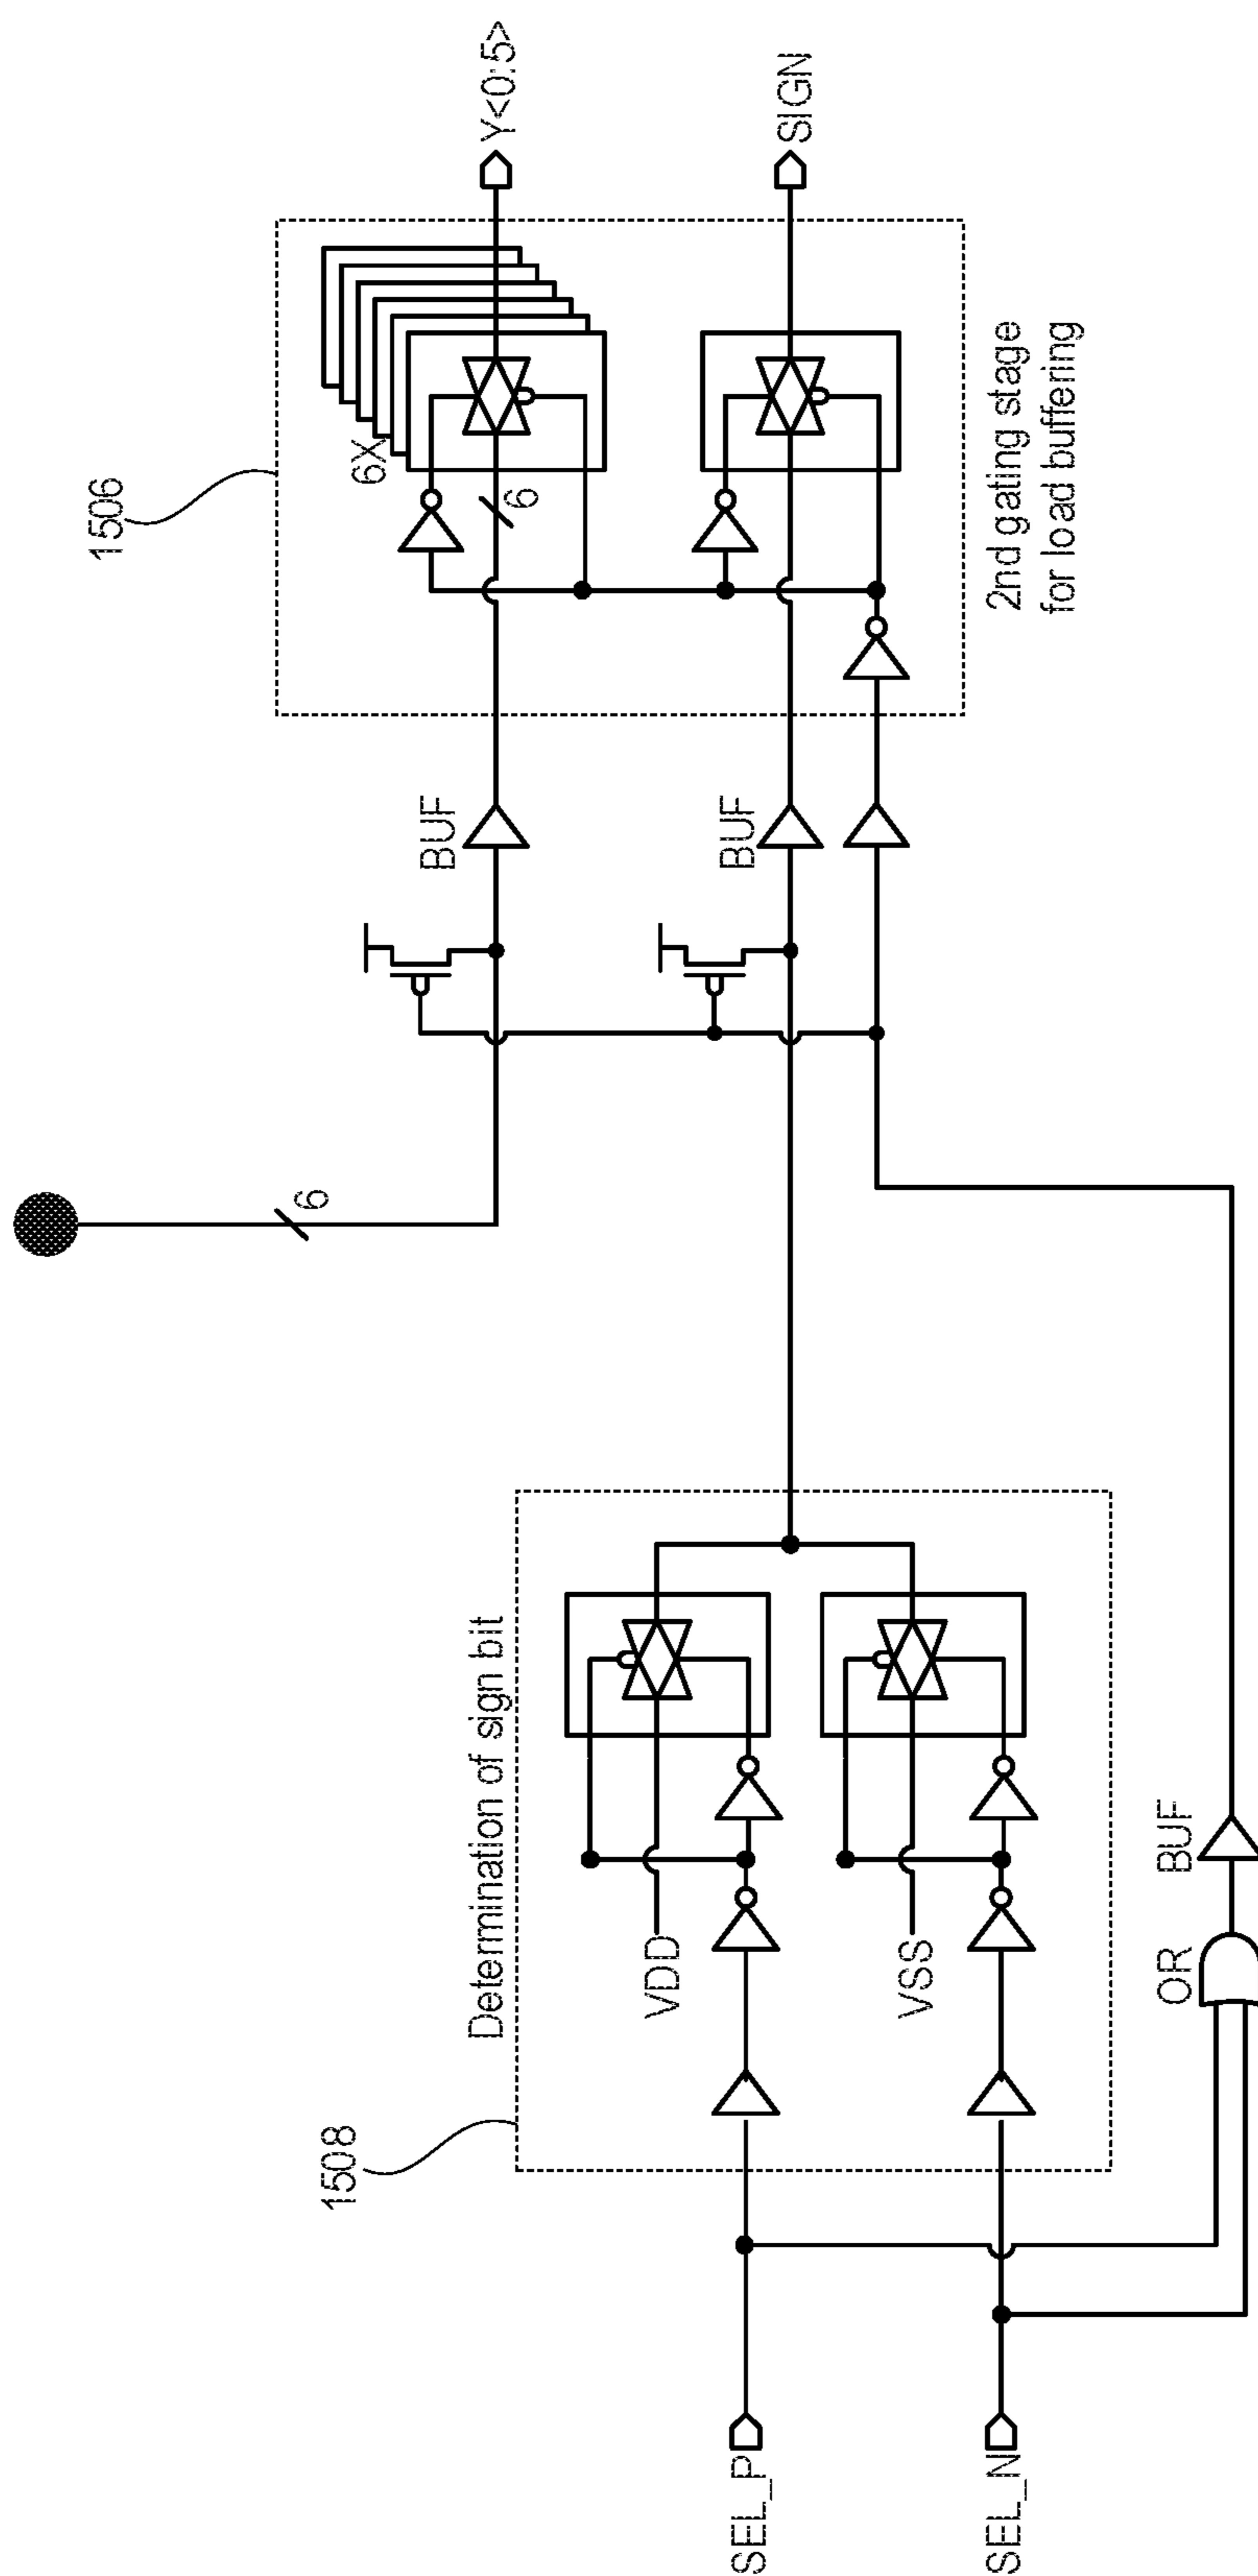 1506
6X
6
Y<0:5>
SIGN
2nd gating stage
for load buffering
BUF
BUF
6
1508
Determination of sign bit
VDD
VSS
OR
BUF
SEL_P
SEL_N